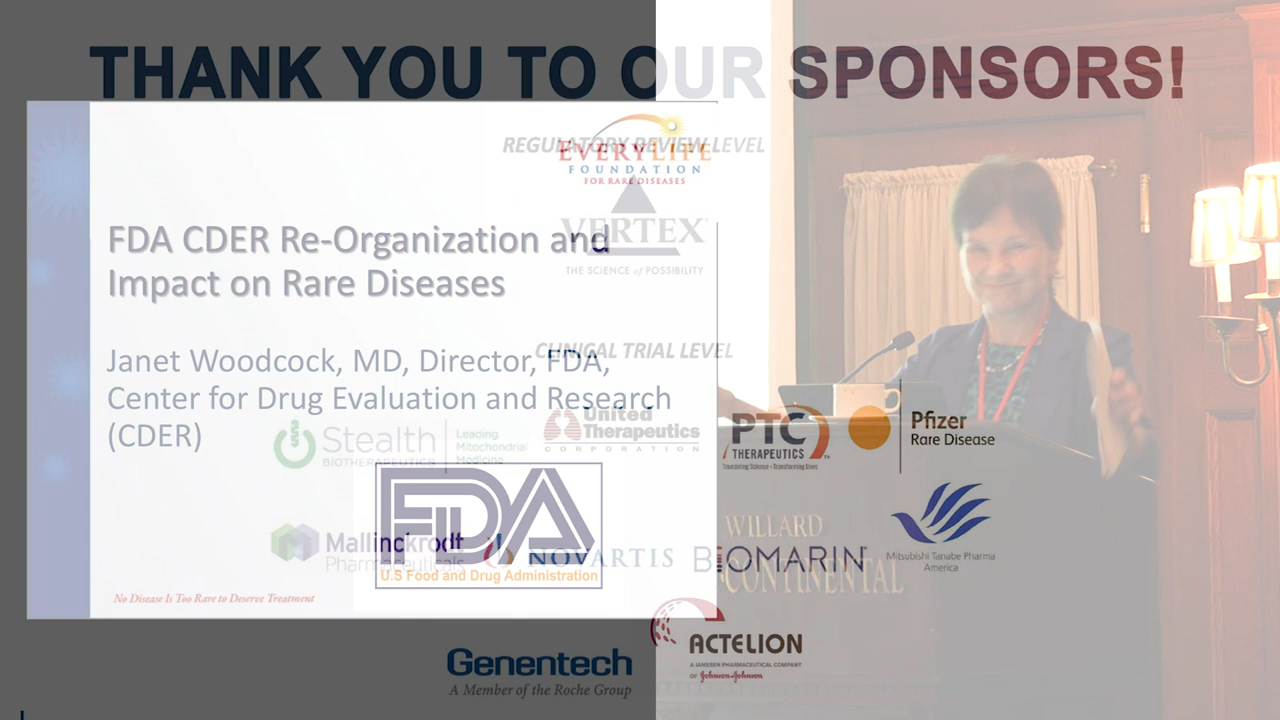 THANK YOU TO OUR SPONSORS!
REGULATORY REVIEW LEVEL
EVERYLIFE
FOUNDATION
FOR RARE DISEASES
VERTEX
THE SCIENCE of POSSIBILITY
FDA CDER Re-Organization and
Impact on Rare Diseases
CLINICAL TRIAL LEVEL
Janet Woodcock, MD, Director, FDA,
Center for Drug Evaluation and Research
(CDER)
Stealth
BIOTHERAPEUTICS
Leading
Mitochondrial
Medicine
United
Therapeutics
CORPORATION
PTC
THERAPEUTICS
Translating Science • Transforming Lives
Pfizer
Rare Disease
Mallinckrodt
Pharmaceuticals
FDA
U.S Food and Drug Administration
NOVARTIS
BIOMARIN
WILLARD
CONTINENTAL
Mitsubishi Tanabe Pharma
America
No Disease Is Too Rare to Deserve Treatment
Genentech
A Member of the Roche Group
ACTELION
A JANSSEN PHARMACEUTICAL COMPANY
OF Johnson & Johnson